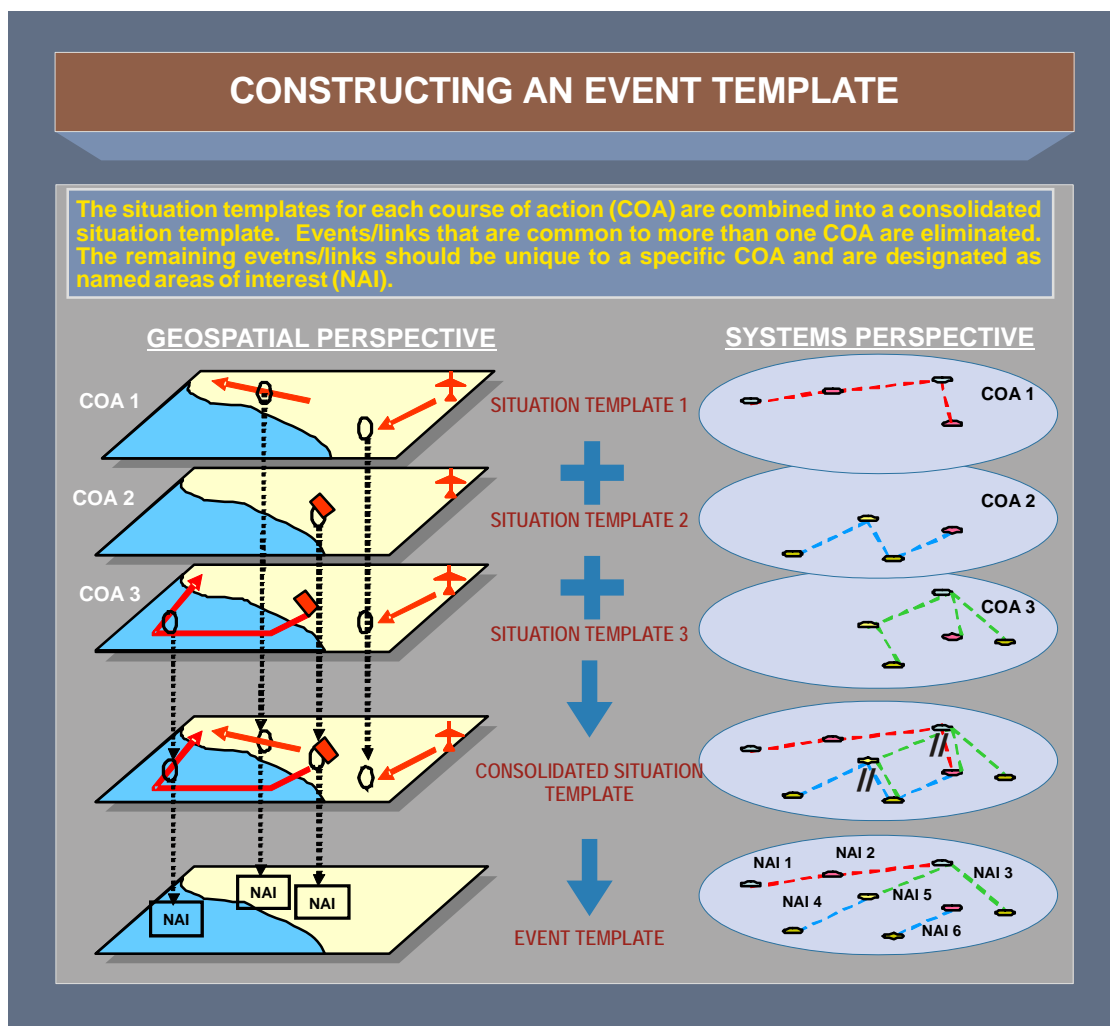 CONSTRUCTING AN EVENT TEMPLATE
The situation templates for each course of action (COA) are combined into a consolidated
situation template. Events/links that are common to more than one COA are eliminated.
The remaining evetns/links should be unique to a specific COA and are designated as
named areas of interest (NAI).
GEOSPATIAL PERSPECTIVE
SYSTEMS PERSPECTIVE
COA 1
SITUATION TEMPLATE 1
COA 1
COA 2
SITUATION TEMPLATE 2
COA 2
COA 3
SITUATION TEMPLATE 3
COA 3
CONSOLIDATED SITUATION
TEMPLATE
//
//
NAI
NAI
NAI
EVENT TEMPLATE
NAI 1
NAI 2
NAI 3
NAI 4
NAI 5
NAI 6